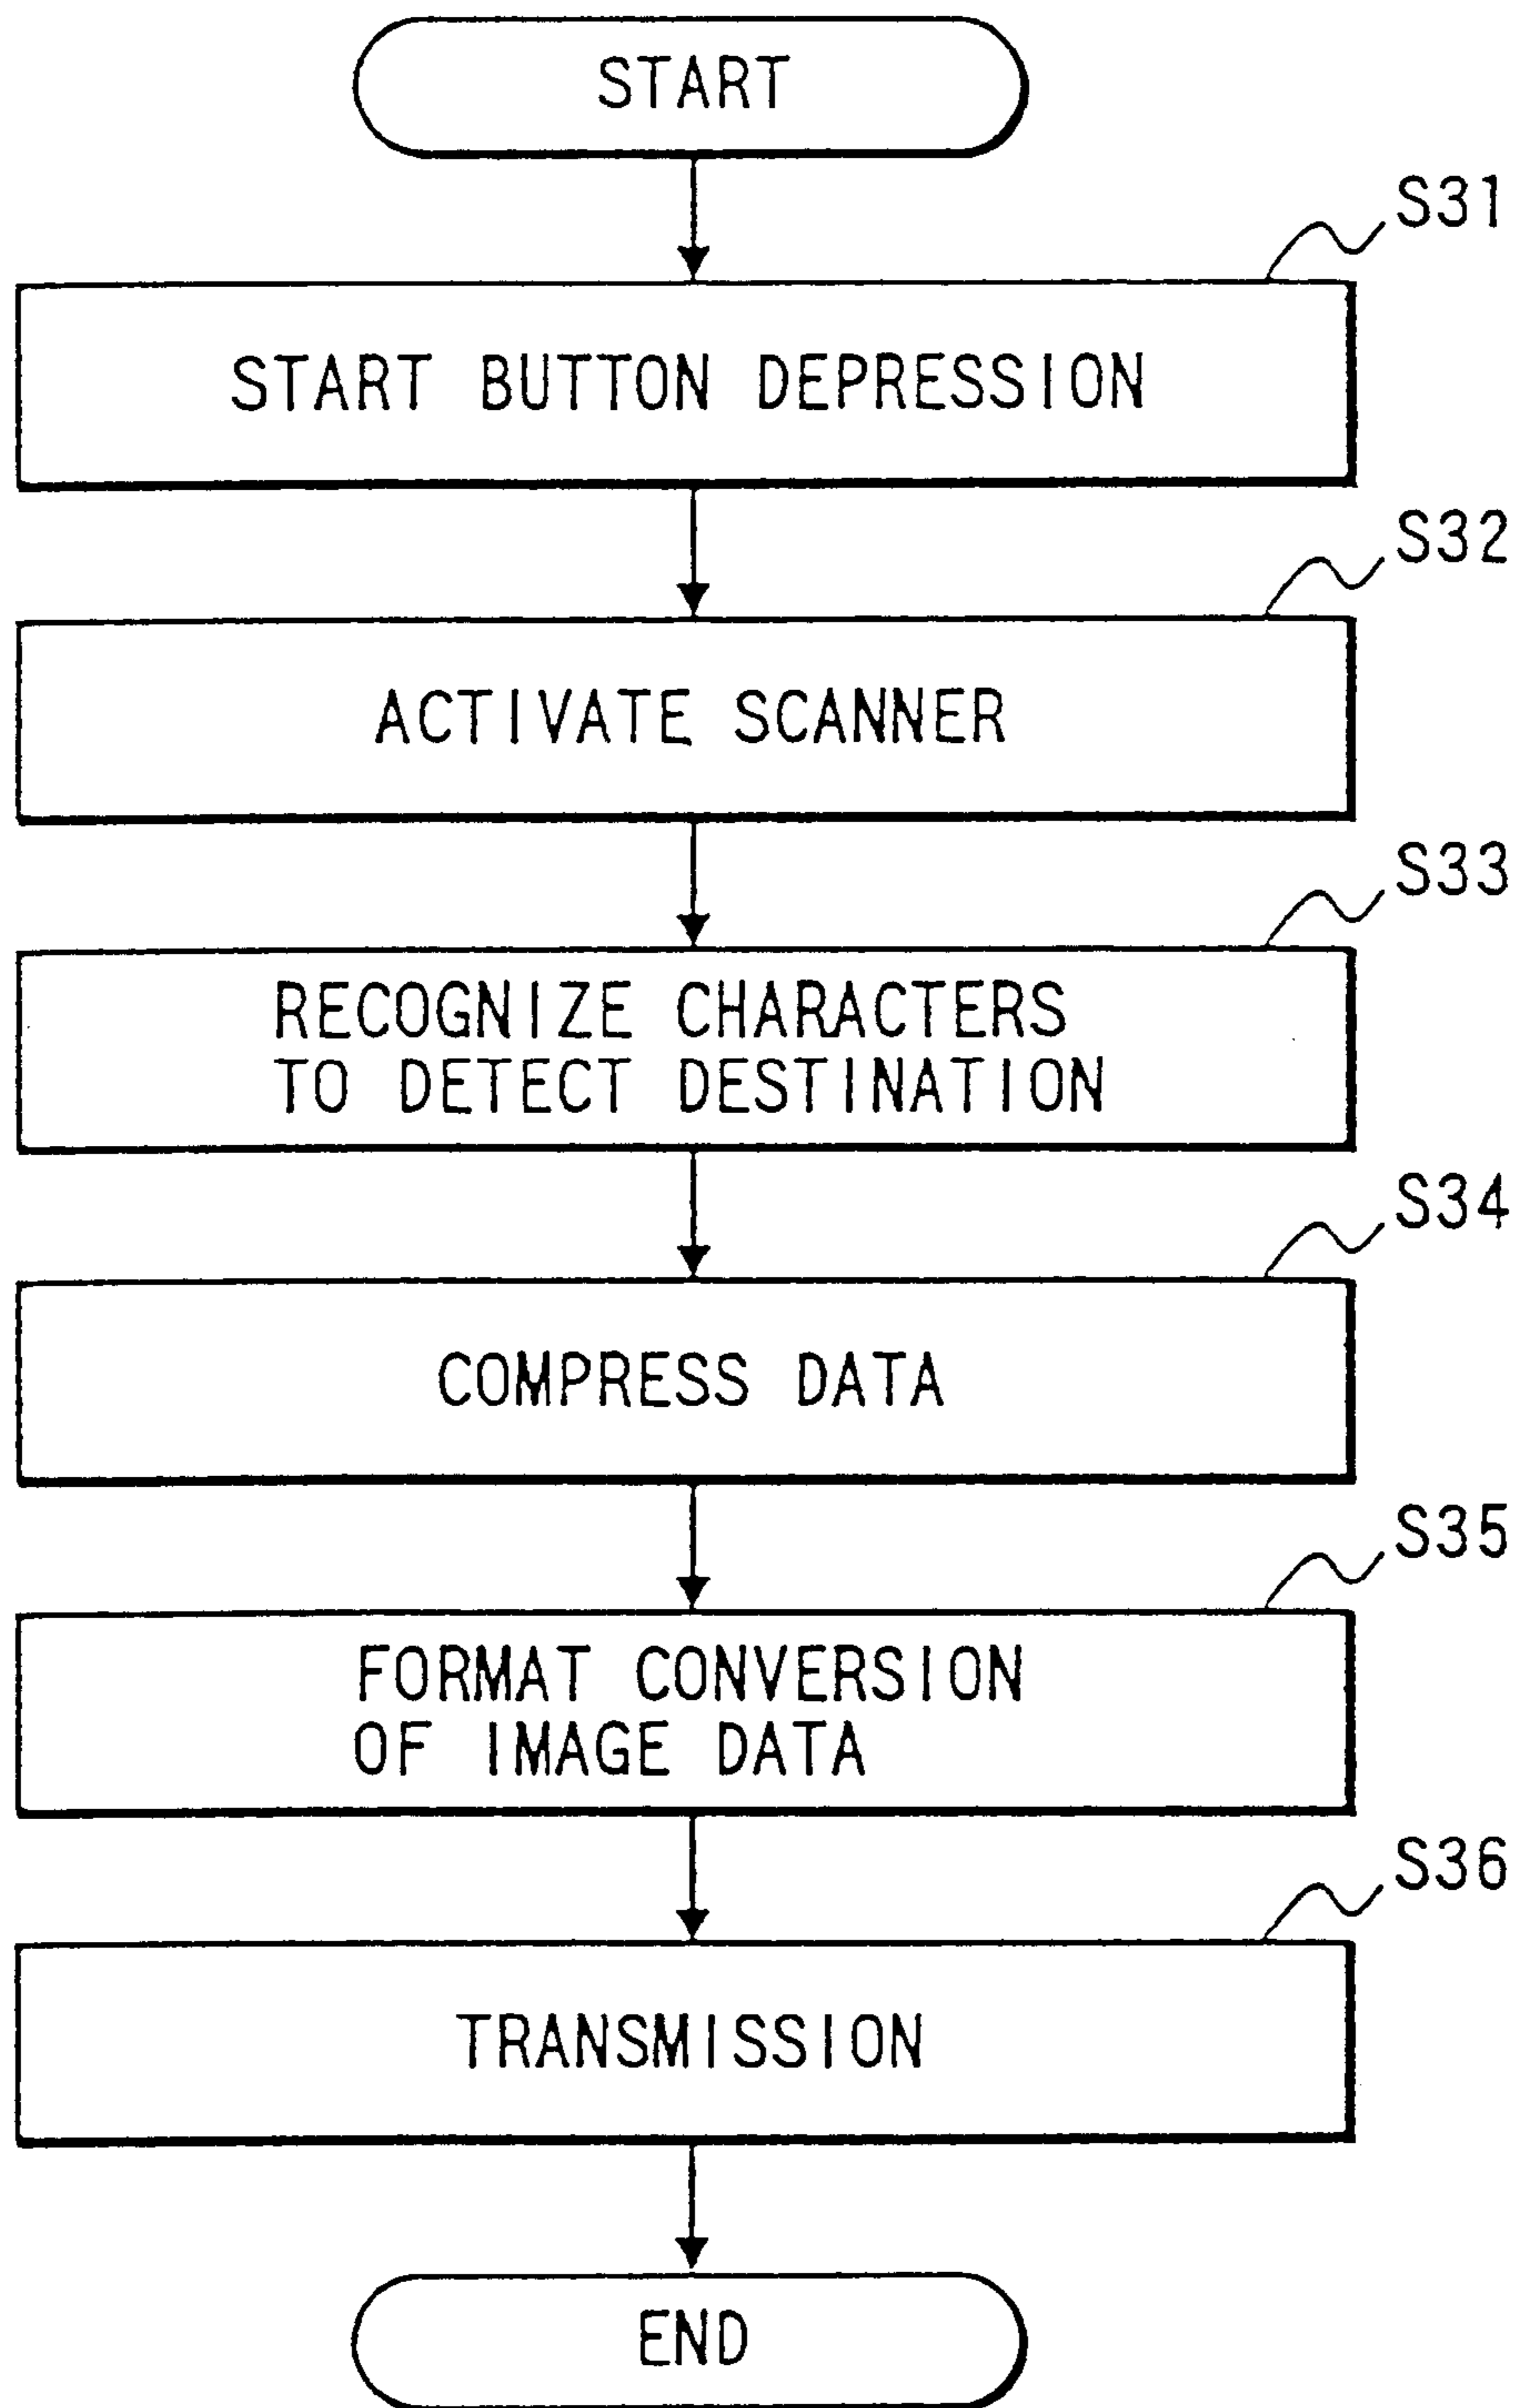 START
S31
START BUTTON DEPRESSION
S32
ACTIVATE SCANNER
S33
RECOGNIZE CHARACTERS
TO DETECT DESTINATION
S34
COMPRESS DATA
S35
FORMAT CONVERSION
OF IMAGE DATA
S36
TRANSMISSION
END